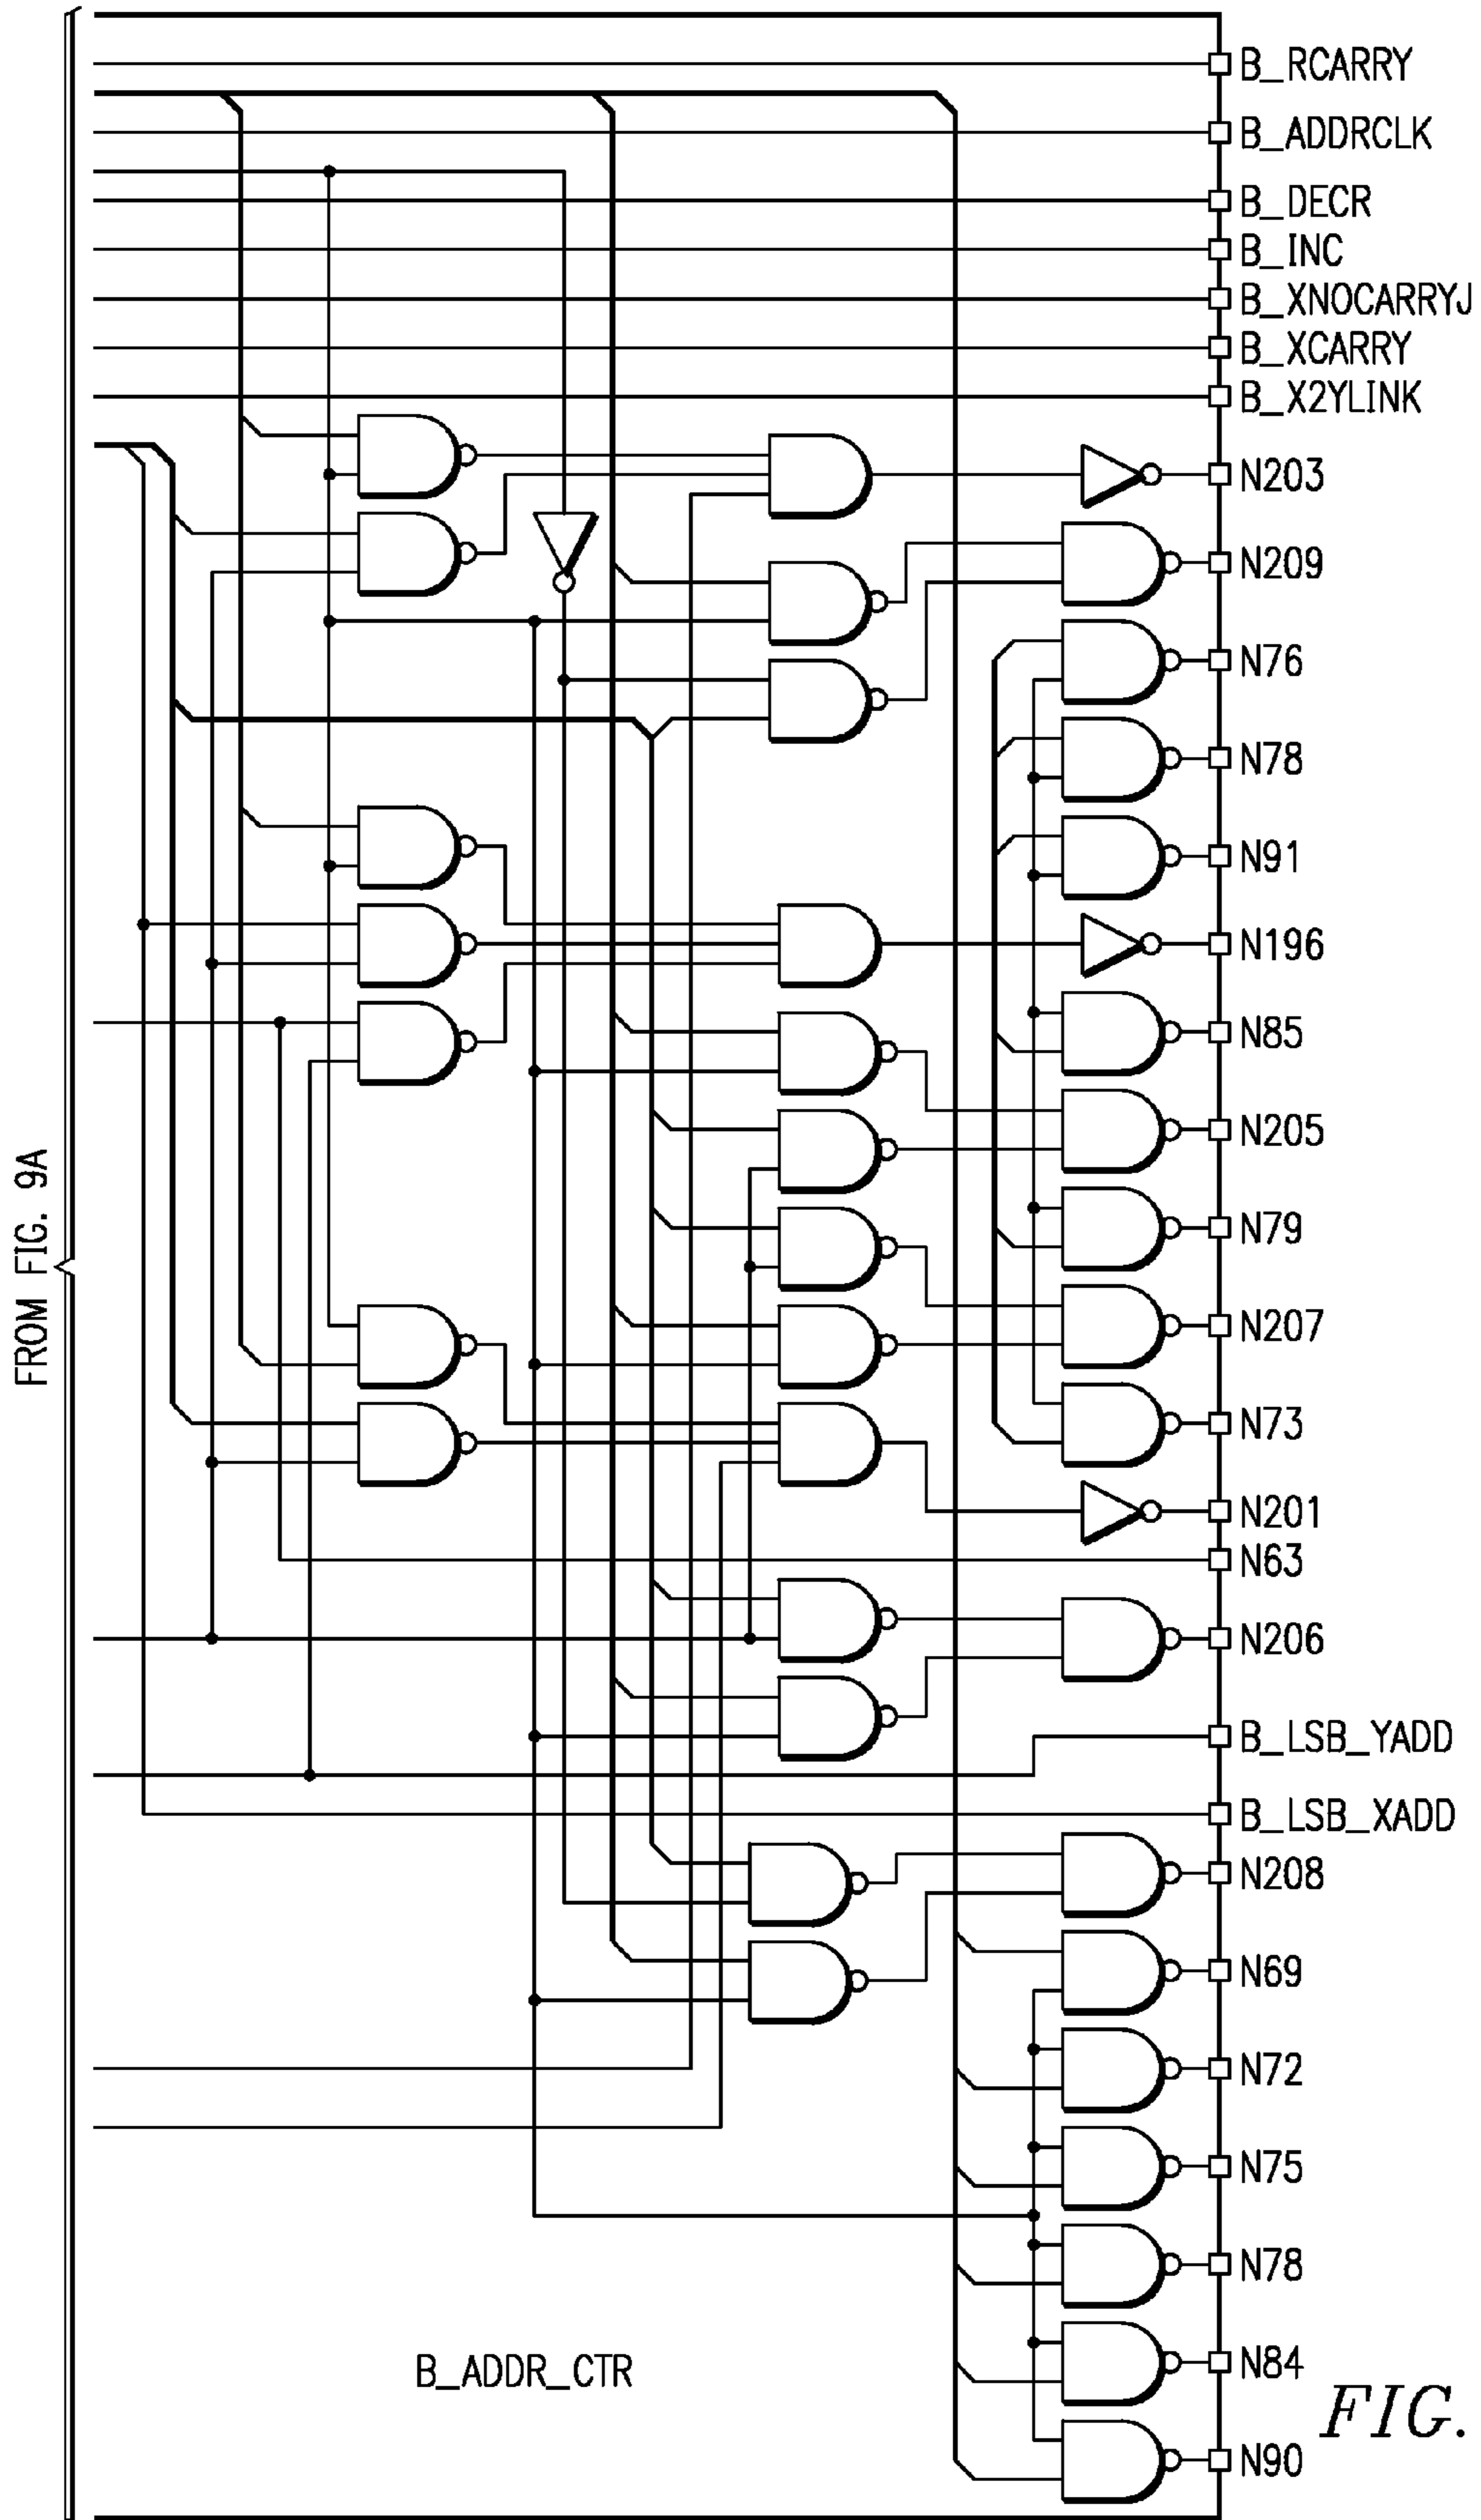 B_RCARRY
B_ADDRCLK
B_DECR
B_INC
B_XNOCARRYJ
B_XCARRY
B_X2YLINK
N203
N209
N76
N78
N91
N196
N85
N205
N79
N207
N73
N201
N63
N206
B_LSB_YADD
B_LSB_XADD
N208
N69
N72
N75
N78
N84
N90
FROM FIG. 9A
B_ADDR_CTR
FIG.